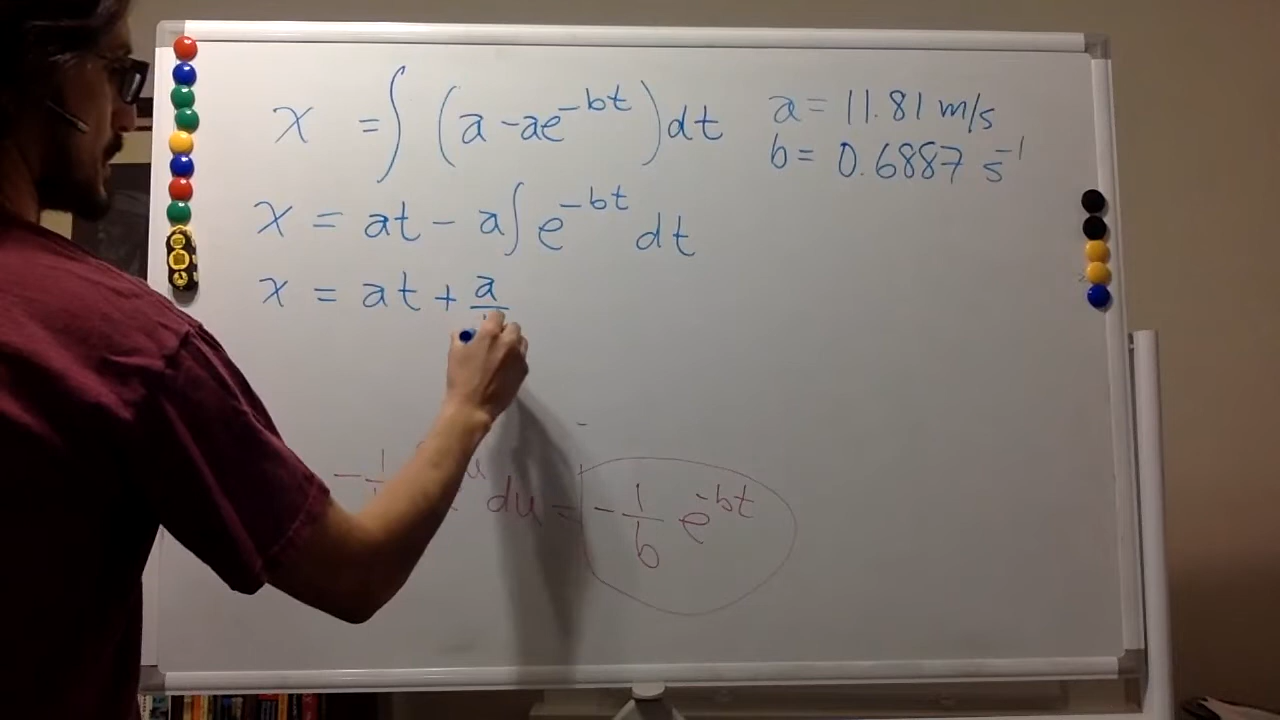 x = ∫ (a - ae^-bt) dt
a = 11.81 m/s
b = 0.6887 s^-1
x = at - a∫ e^-bt dt
x = at + a
du = - 1/b e^-bt